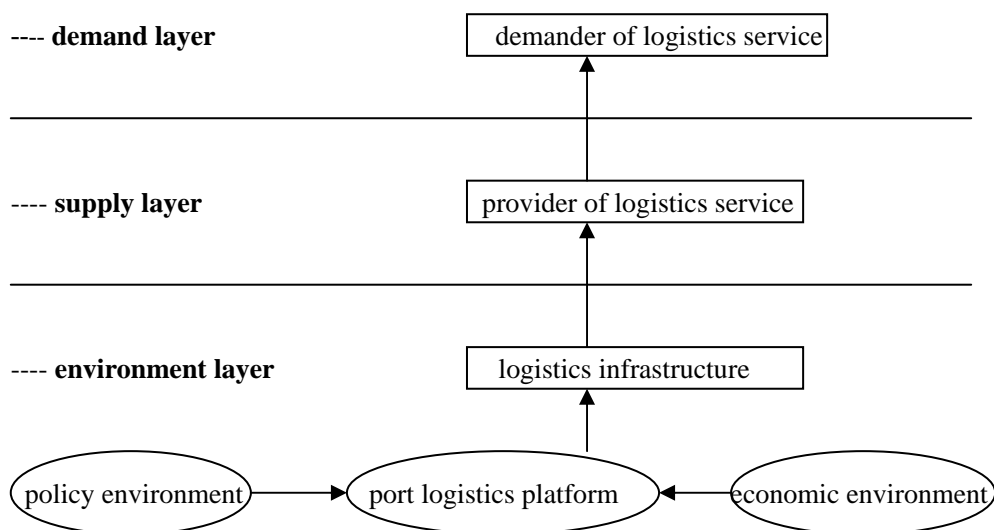 ---- demand layer
demander of logistics service
---- supply layer
provider of logistics service
---- environment layer
logistics infrastructure
policy environment
port logistics platform
economic environment